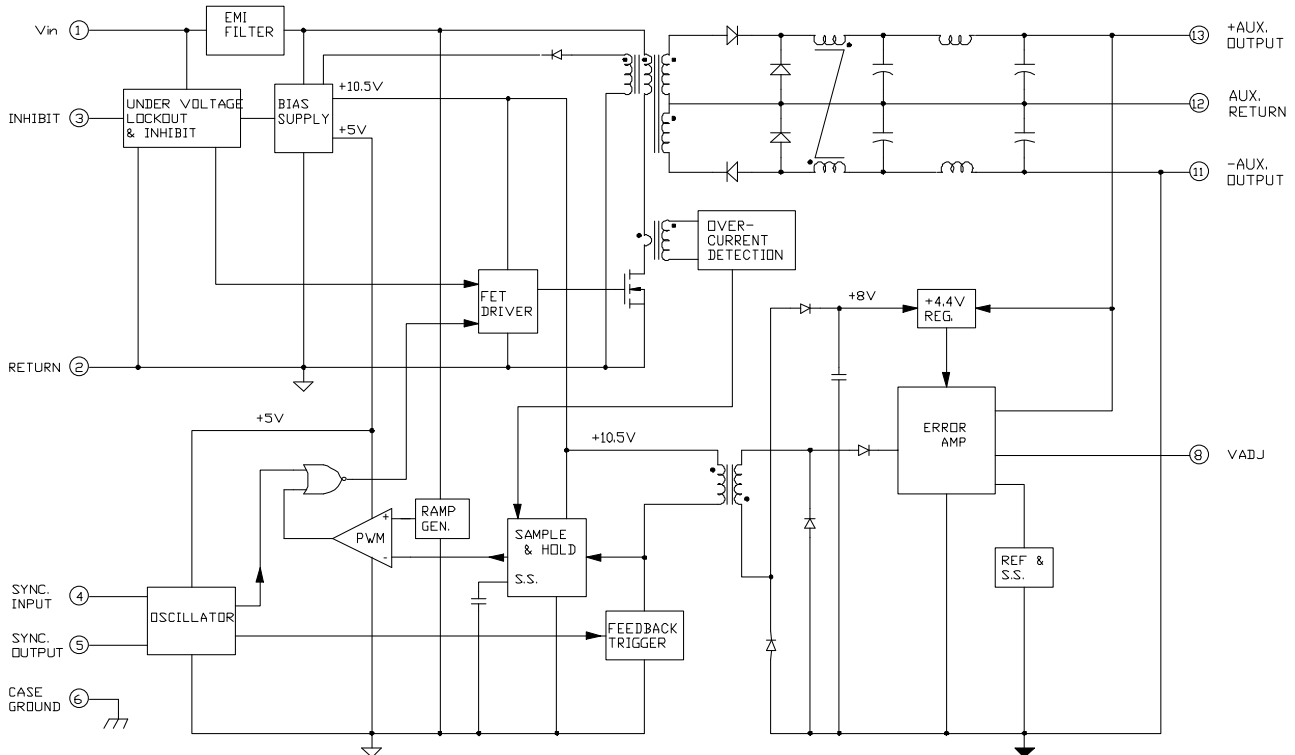 Vin
1
EMI
FILTER
13
+AUX.
OUTPUT
+10.5V
INHIBIT
3
UNDER VOLTAGE
LOCKOUT
& INHIBIT
BIAS
SUPPLY
+5V
12
AUX.
RETURN
11
-AUX.
OUTPUT
OVER-
CURRENT
DETECTION
FET
DRIVER
+8V
+4.4V
REG.
RETURN
2
+5V
+10.5V
ERROR
AMP
8
VADJ
RAMP
GEN.
+
PWM
-
SAMPLE
& HOLD
S.S.
REF &
S.S.
SYNC.
INPUT
4
OSCILLATOR
SYNC.
OUTPUT
5
FEEDBACK
TRIGGER
CASE
GROUND
6